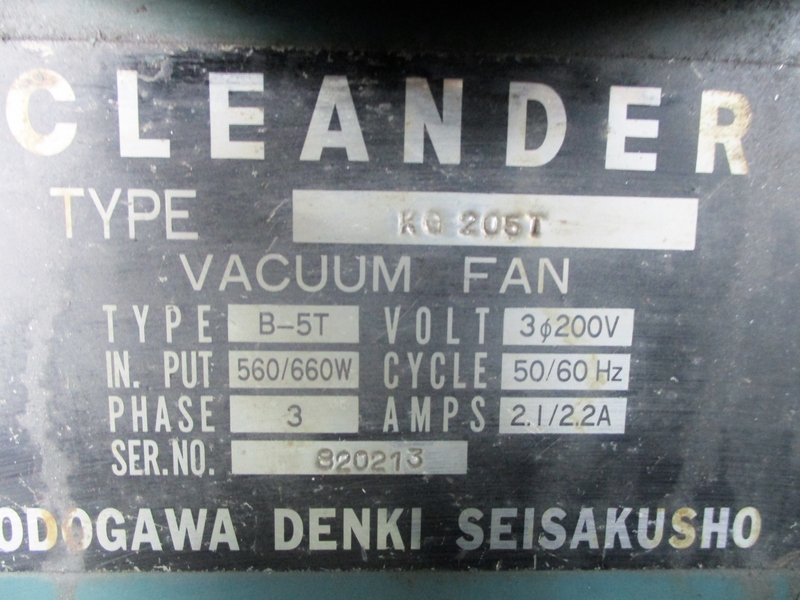 CLEANDER
TYPE KG 205T
VACUUM FAN
TYPE B-5T VOLT 3φ200V
IN. PUT 560/660W CYCLE 50/60 Hz
PHASE 3 AMPS 2.1/2.2A
SER.NO. 820213
ODOGAWA DENKI SEISAKUSHO